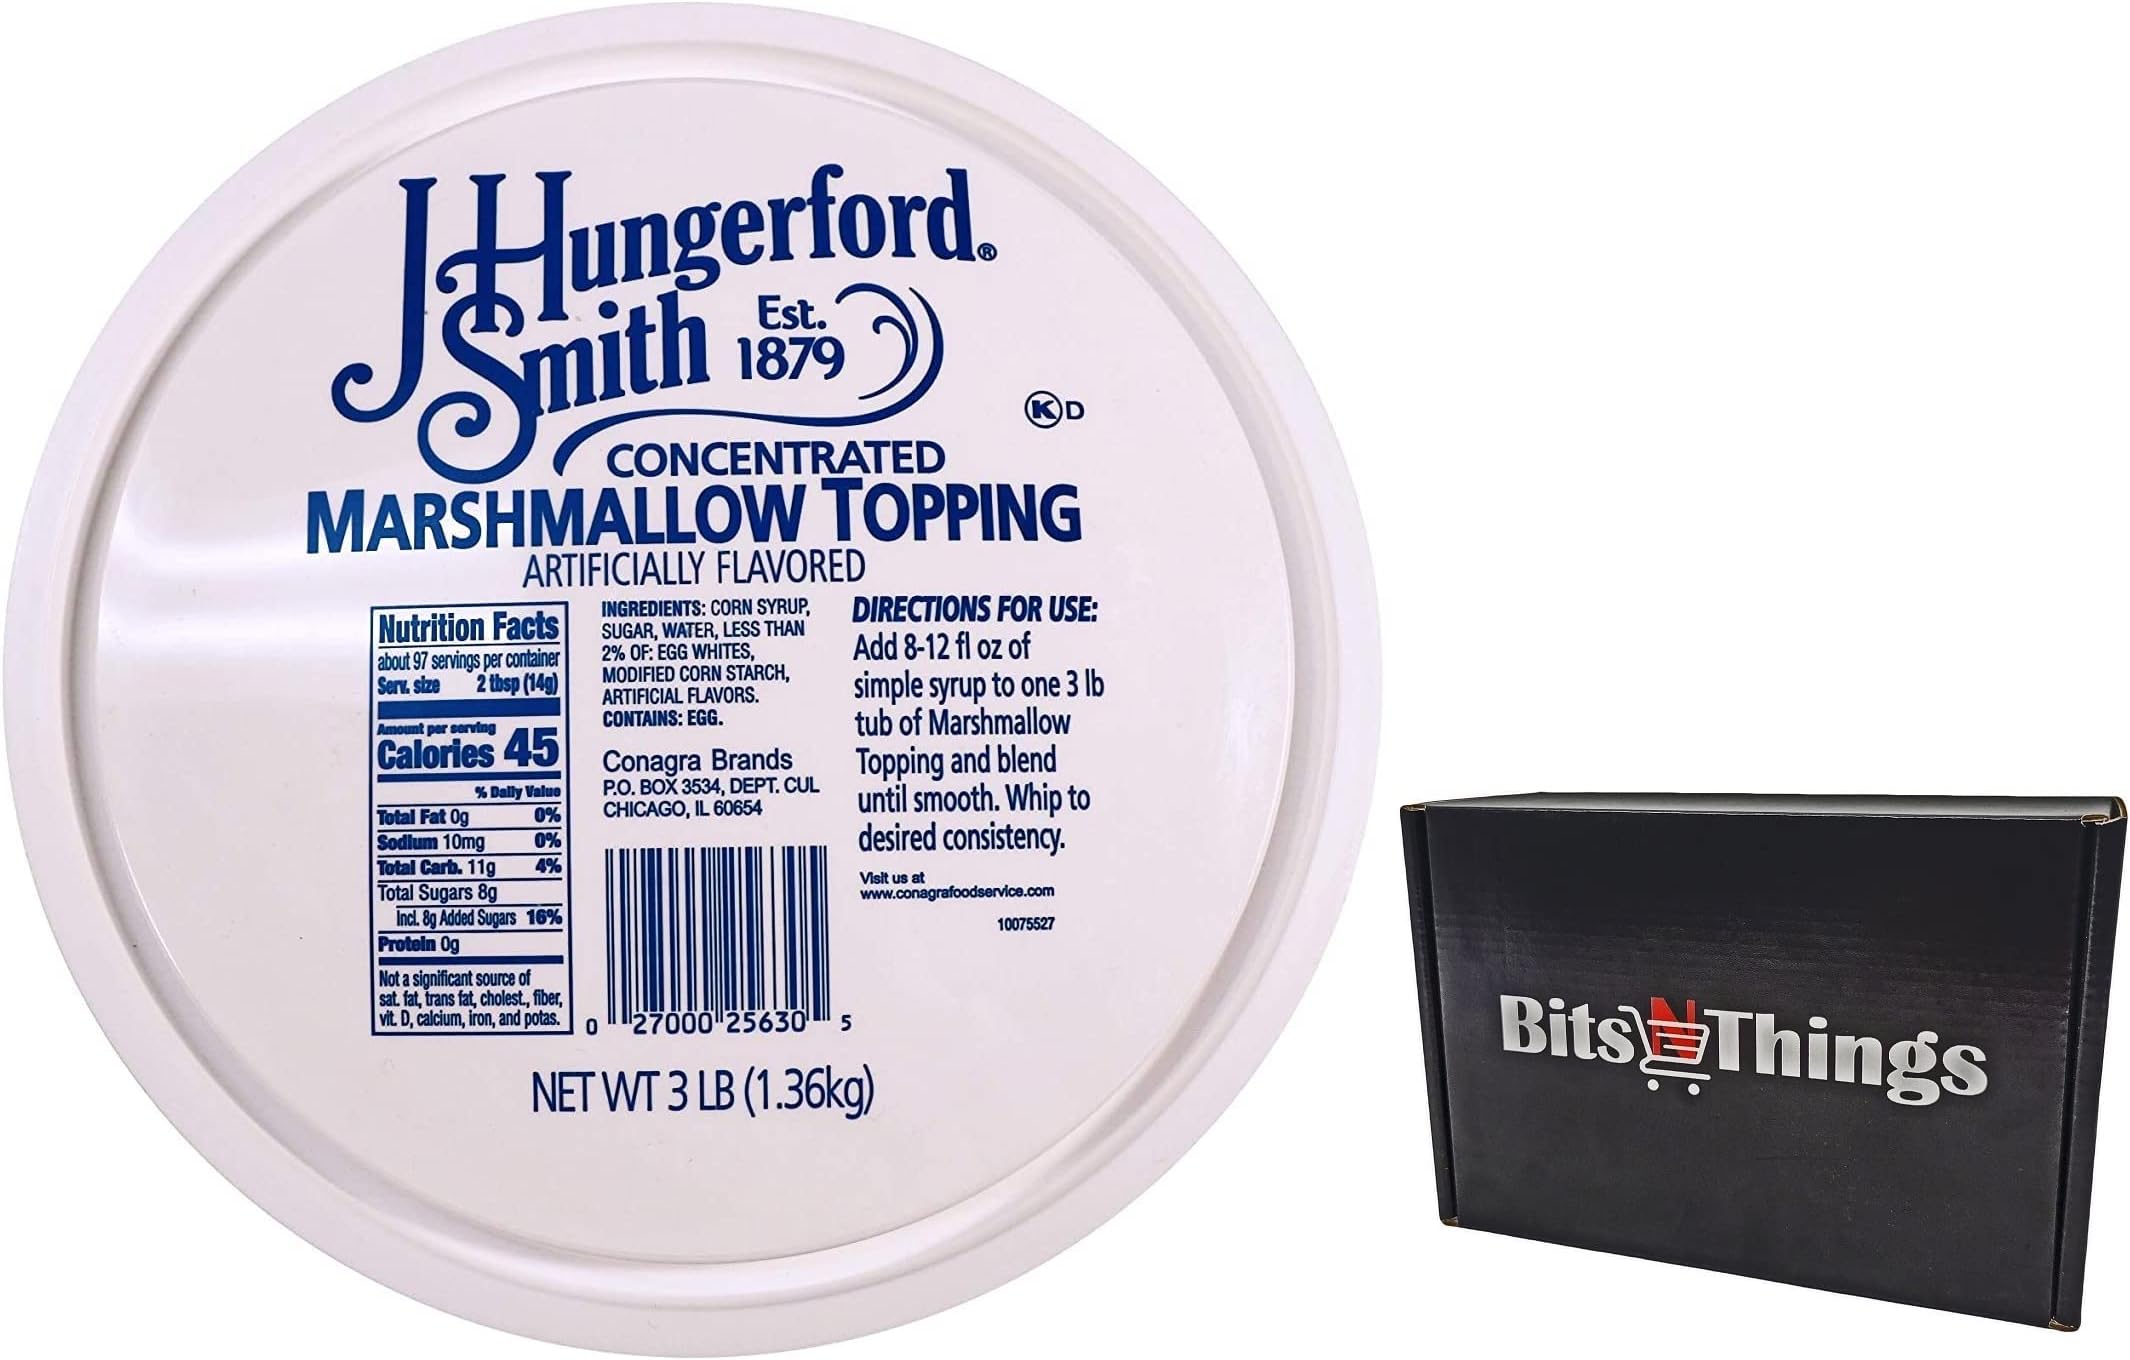 J Hungerford®
Smith
Est.
1879
K D
CONCENTRATED
MARSHMALLOW TOPPING
ARTIFICIALLY FLAVORED
Nutrition Facts
about 97 servings per container
Serv. size 2 tbsp (14g)
Amount per serving
Calories 45
% Daily Value
Total Fat 0g 0%
Sodium 10mg 0%
Total Carb. 11g 4%
Total Sugars 8g
Incl. 8g Added Sugars 16%
Protein 0g
Not a significant source of
sat. fat, trans fat, cholest., fiber,
vit. D, calcium, iron, and potas.
INGREDIENTS: CORN SYRUP,
SUGAR, WATER, LESS THAN
2% OF: EGG WHITES,
MODIFIED CORN STARCH,
ARTIFICIAL FLAVORS.
CONTAINS: EGG.
Conagra Brands
P.O. BOX 3534, DEPT. CUL
CHICAGO, IL 60654
0 27000 25630 5
DIRECTIONS FOR USE:
Add 8-12 fl oz of
simple syrup to one 3 lb
tub of Marshmallow
Topping and blend
until smooth. Whip to
desired consistency.
Visit us at
www.conagrafoodservice.com
10075527
NET WT 3 LB (1.36kg)
BitsNThings